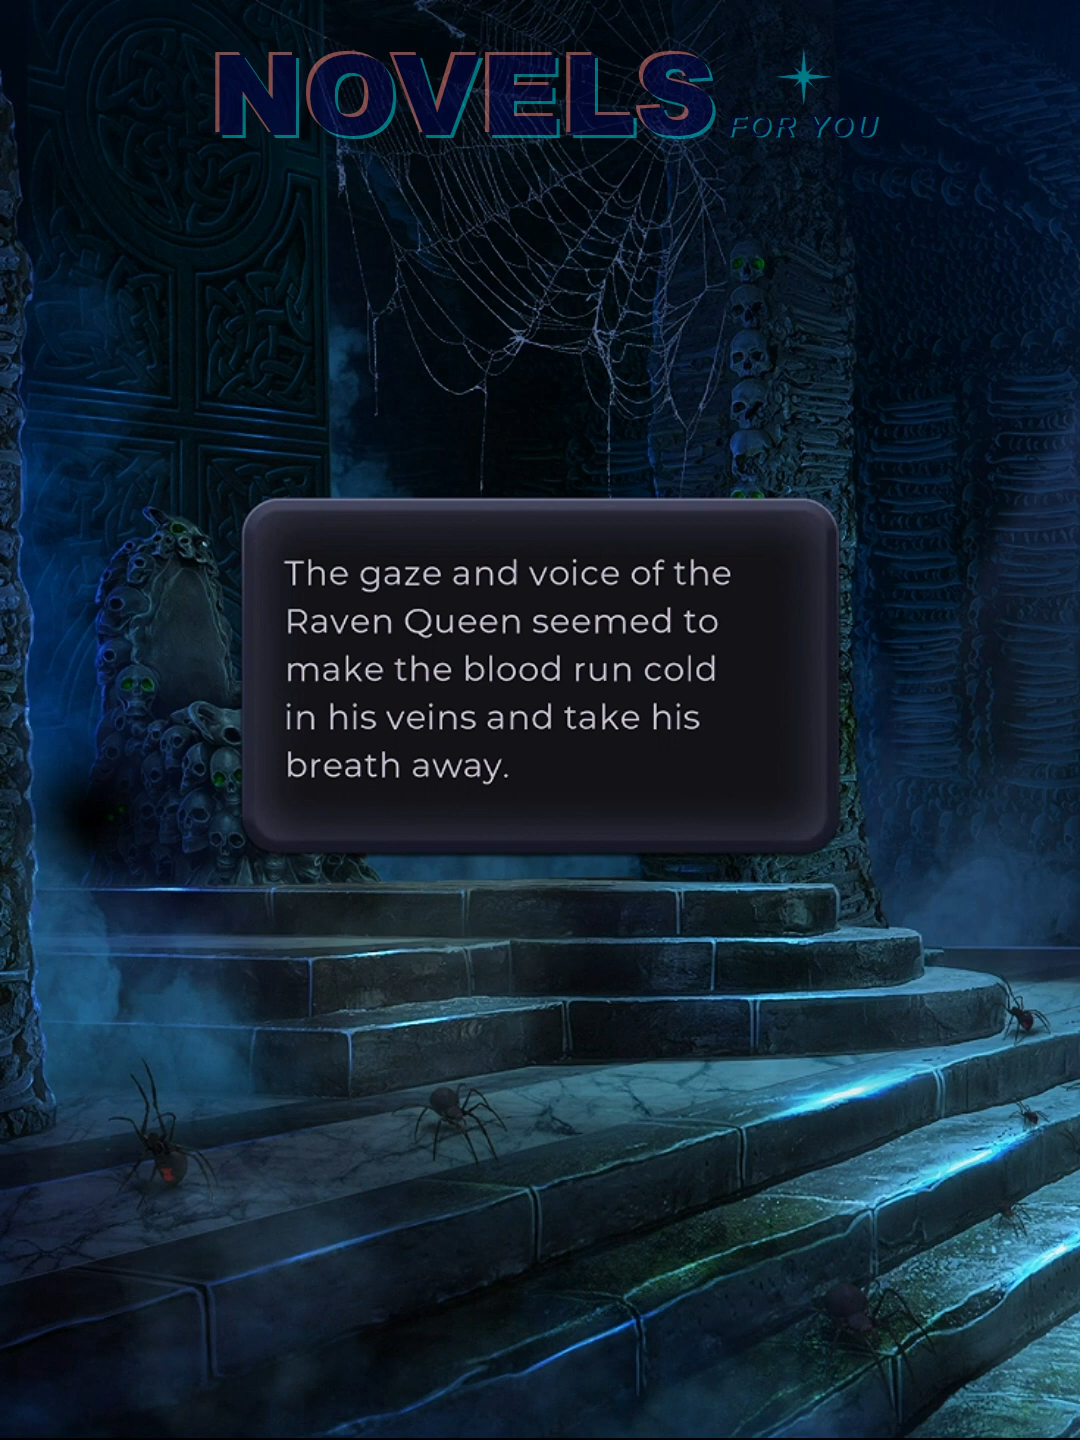 NOVELS
FOR YOU
The gaze and voice of the
Raven Queen seemed to
make the blood run cold
in his veins and take his
breath away.